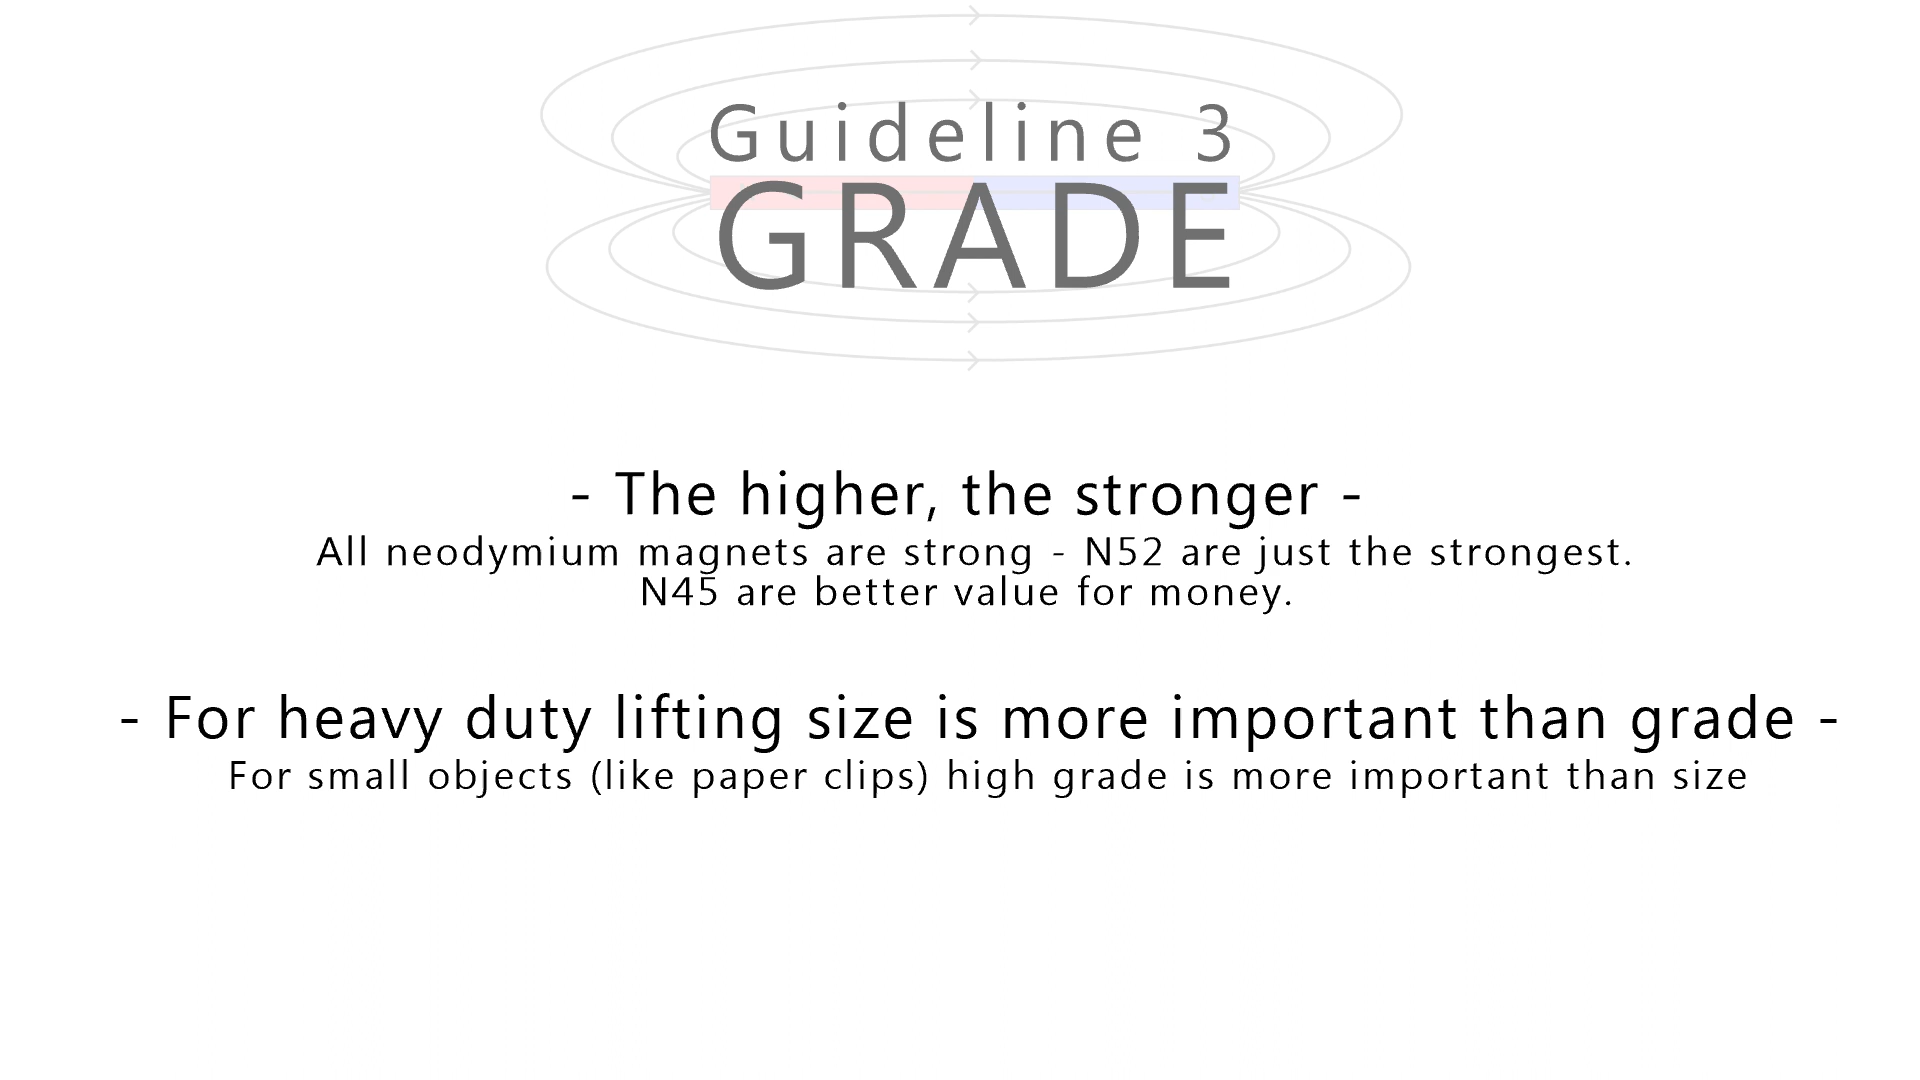 Guideline 3
GRADE
- The higher, the stronger -
All neodymium magnets are strong - N52 are just the strongest.
N45 are better value for money.
- For heavy duty lifting size is more important than grade -
For small objects (like paper clips) high grade is more important than size